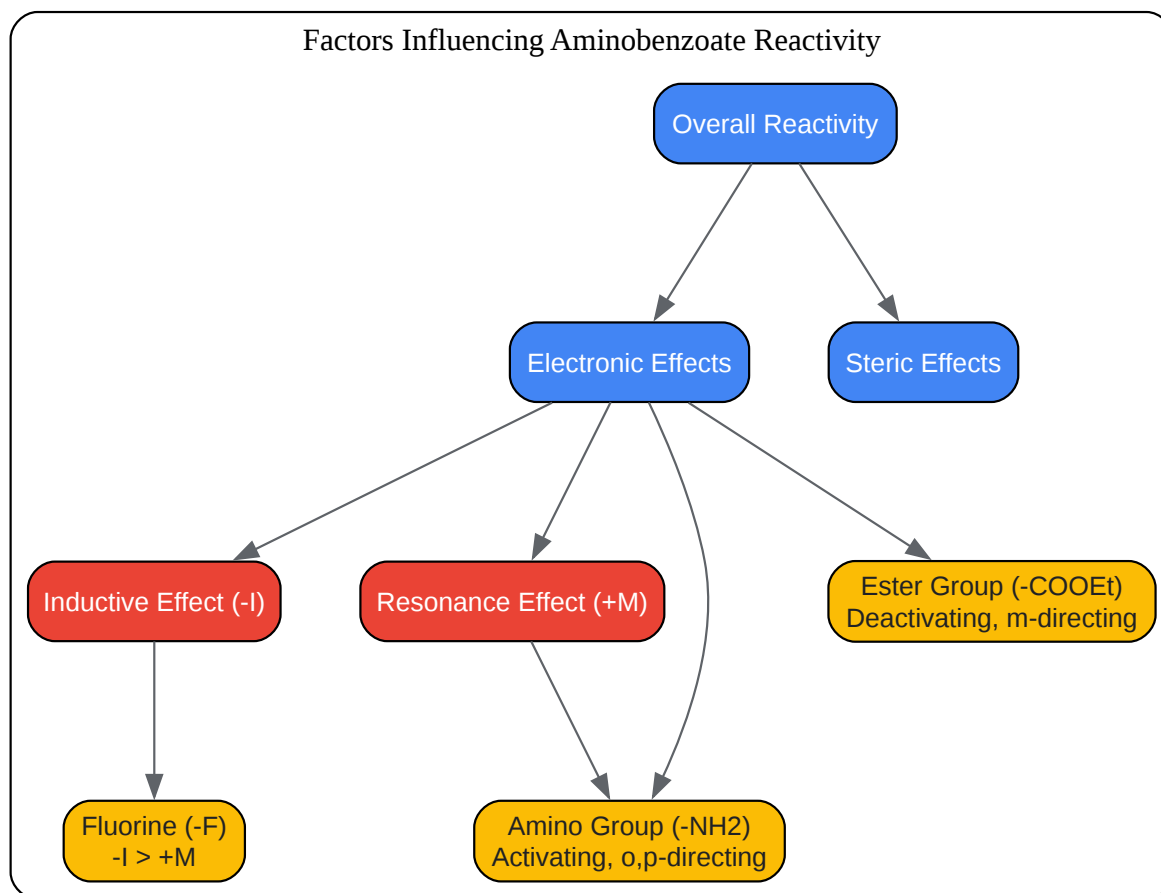 Factors Influencing Aminobenzoate Reactivity
Overall Reactivity
Electronic Effects
Steric Effects
Inductive Effect (-I)
Resonance Effect (+M)
Ester Group (-COOEt)
Deactivating, m-directing
Fluorine (-F)
-I > +M
Amino Group (-NH2)
Activating, o,p-directing